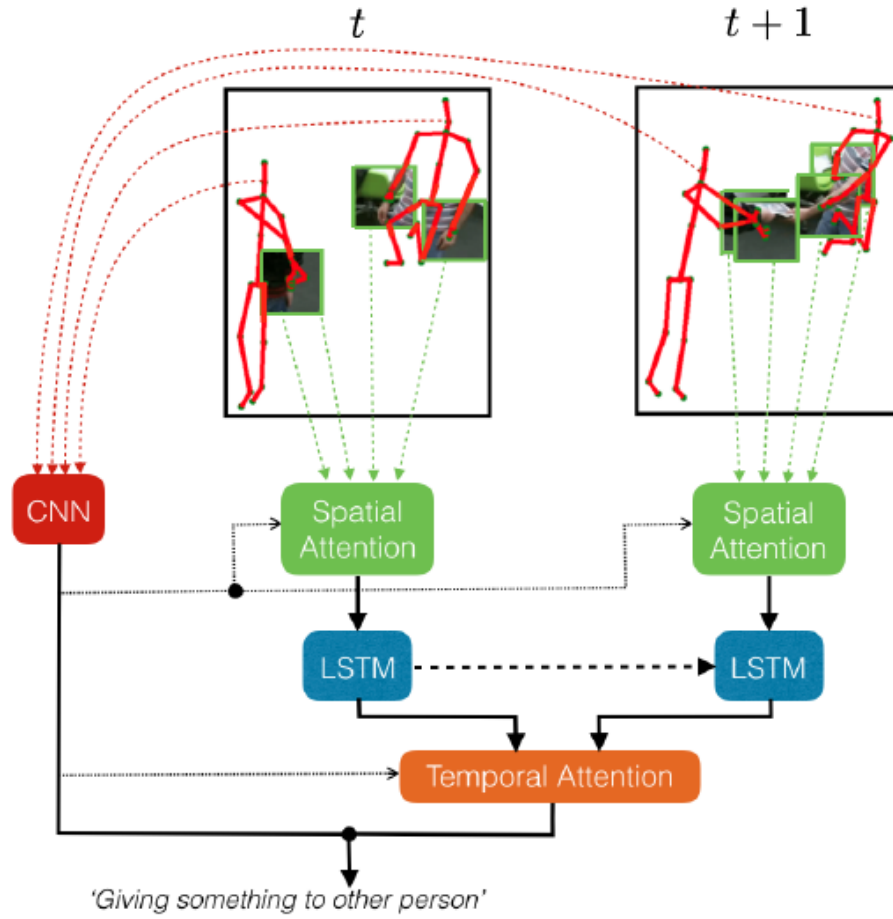 t
t + 1
CNN
Spatial
Attention
Spatial
Attention
LSTM
LSTM
Temporal Attention
'Giving something to other person'